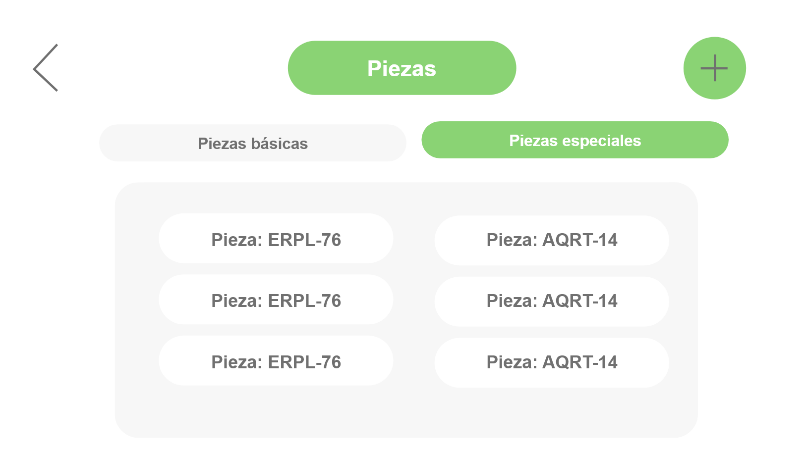 Piezas
Piezas básicas
Piezas especiales
Pieza: ERPL-76
Pieza: AQRT-14
Pieza: ERPL-76
Pieza: AQRT-14
Pieza: ERPL-76
Pieza: AQRT-14